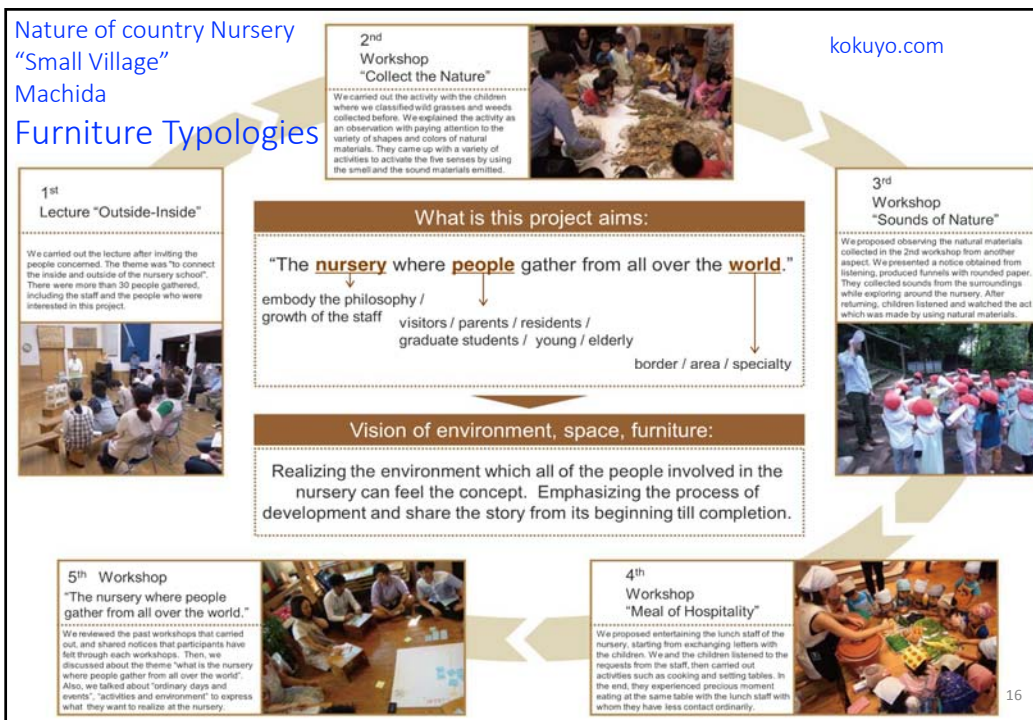 Nature of country Nursery
“Small Village”
Machida
Furniture Typologies
kokuyo.com
1st
Lecture "Outside-Inside"
We carried out the lecture after inviting the
people concerned. The theme was "to connect
the inside and outside of the nursery school".
There were more than 30 people gathered,
including the staff and the people who were
interested in this project.
2nd
Workshop
"Collect the Nature"
We carried out the activity with the children
where we classified wild grasses and weeds
collected before. We explained the activity as
an observation with paying attention to the
variety of shapes and colors of natural
materials. They came up with a variety of
activities to activate the five senses by using
the smell and the sound materials emitted.
3rd
Workshop
"Sounds of Nature"
We proposed observing the natural materials
collected in the 2nd workshop from another
aspect. We presented a notice obtained from
listening, produced funnels with rounded paper.
They collected sounds from the surroundings
while exploring around the nursery. After
returning, children listened and watched the act
which was made by using natural materials.
What is this project aims:
"The nursery where people gather from all over the world."
embody the philosophy /
growth of the staff
visitors / parents / residents /
graduate students / young / elderly
border / area / specialty
Vision of environment, space, furniture:
Realizing the environment which all of the people involved in the
nursery can feel the concept. Emphasizing the process of
development and share the story from its beginning till completion.
4th
Workshop
"Meal of Hospitality"
We proposed entertaining the lunch staff of the
nursery, starting from exchanging letters with
the children. We and the children listened to the
requests from the staff, then carried out
activities such as cooking and setting tables. In
the end, they experienced precious moment
eating at the same table with the lunch staff with
whom they have less contact ordinarily.
5th Workshop
"The nursery where people
gather from all over the world."
We reviewed the past workshops that carried
out, and shared notices that participants have
felt through each workshops. Then, we
discussed about the theme "what is the nursery
where people gather from all over the world".
Also, we talked about "ordinary days and
events", "activities and environment" to express
what they want to realize at the nursery.
16